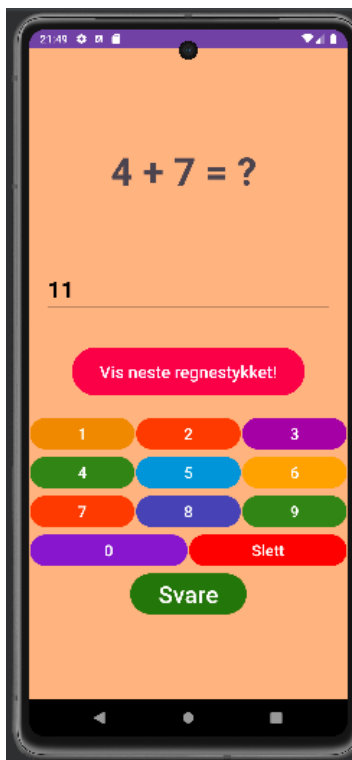 21:49
4 + 7 = ?
11
Vis neste regnestykket!
1 2 3
4 5 6
7 8 9
0 Slett
Svare